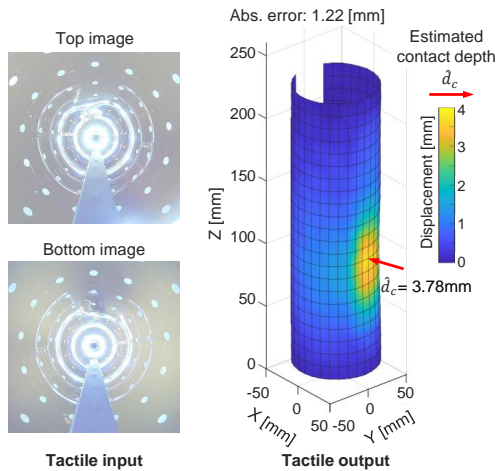 Abs. error: 1.22 [mm]
Top image
Estimated
contact depth
d̂c
Displacement [mm]
4
3
2
1
0
Z [mm]
250
200
150
100
50
0
d̂c= 3.78mm
Bottom image
-50
0
50
X [mm]
-50
0
50
Y [mm]
Tactile input
Tactile output